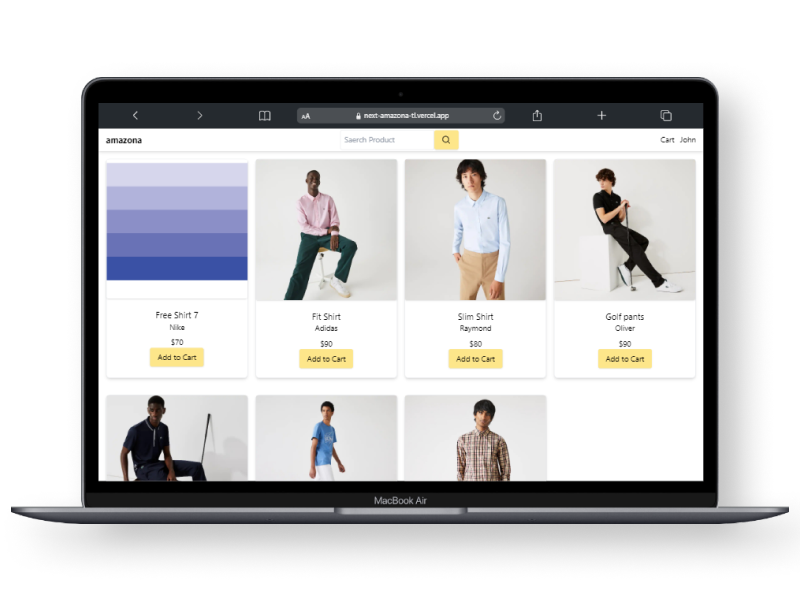 AA next-amazona-tl.vercel.app
amazona Saerch Product Cart John
Free Shirt 7
Nike
$70
Add to Cart
Fit Shirt
Adidas
$90
Add to Cart
Slim Shirt
Raymond
$80
Add to Cart
Golf pants
Oliver
$90
Add to Cart
MacBook Air